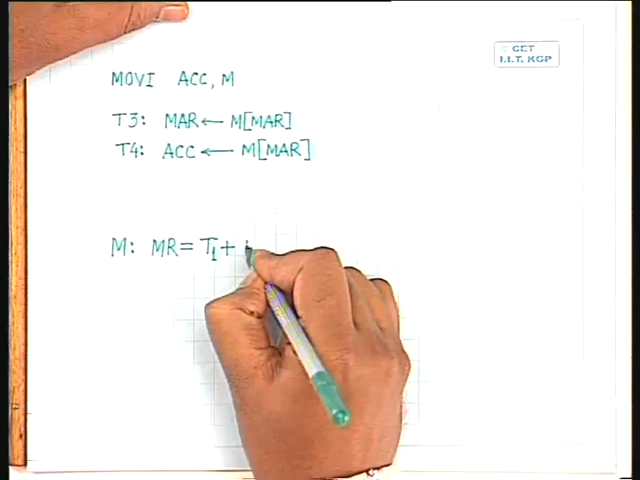 © CET
I.I.T. KGP
MOVI ACC, M
T3: MAR ← M[MAR]
T4: ACC ← M[MAR]
M: MR = T1 +